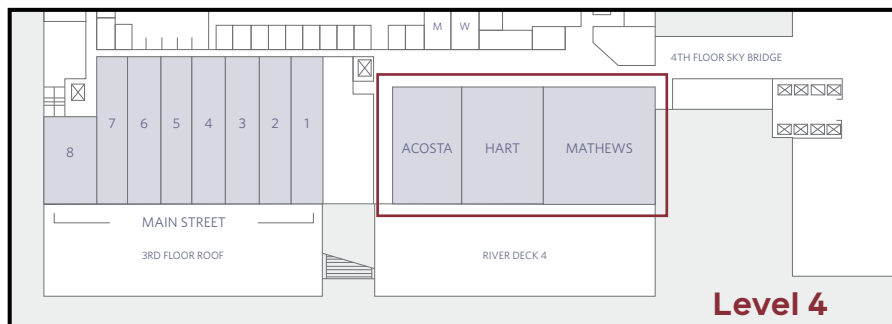 M W
4TH FLOOR SKY BRIDGE
7 6 5 4 3 2 1
8
ACOSTA HART MATHEWS
MAIN STREET
3RD FLOOR ROOF
RIVER DECK 4
Level 4